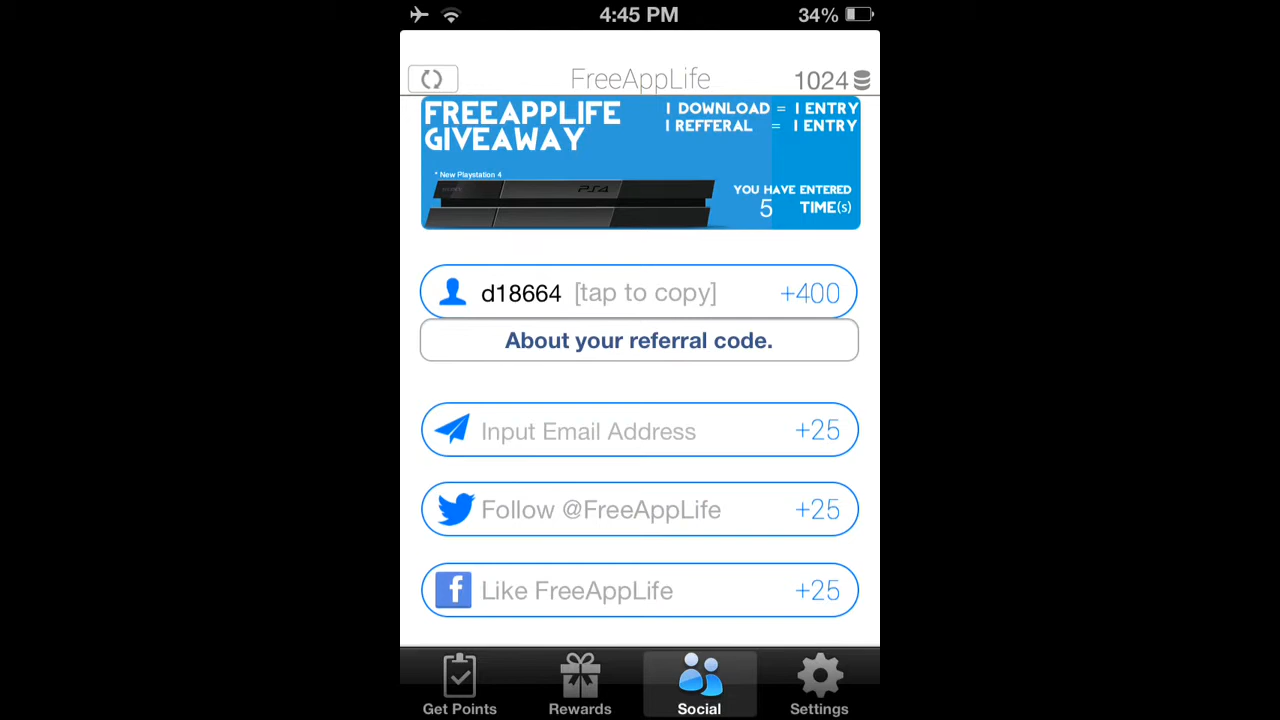 4:45 PM
34%
FreeAppLife
1024
FREEAPPLIFE
GIVEAWAY
1 DOWNLOAD = 1 ENTRY
1 REFFERAL = 1 ENTRY
* New Playstation 4
PS4
YOU HAVE ENTERED
5 TIME(S)
d18664 [tap to copy] +400
About your referral code.
Input Email Address +25
Follow @FreeAppLife +25
Like FreeAppLife +25
Get Points
Rewards
Social
Settings